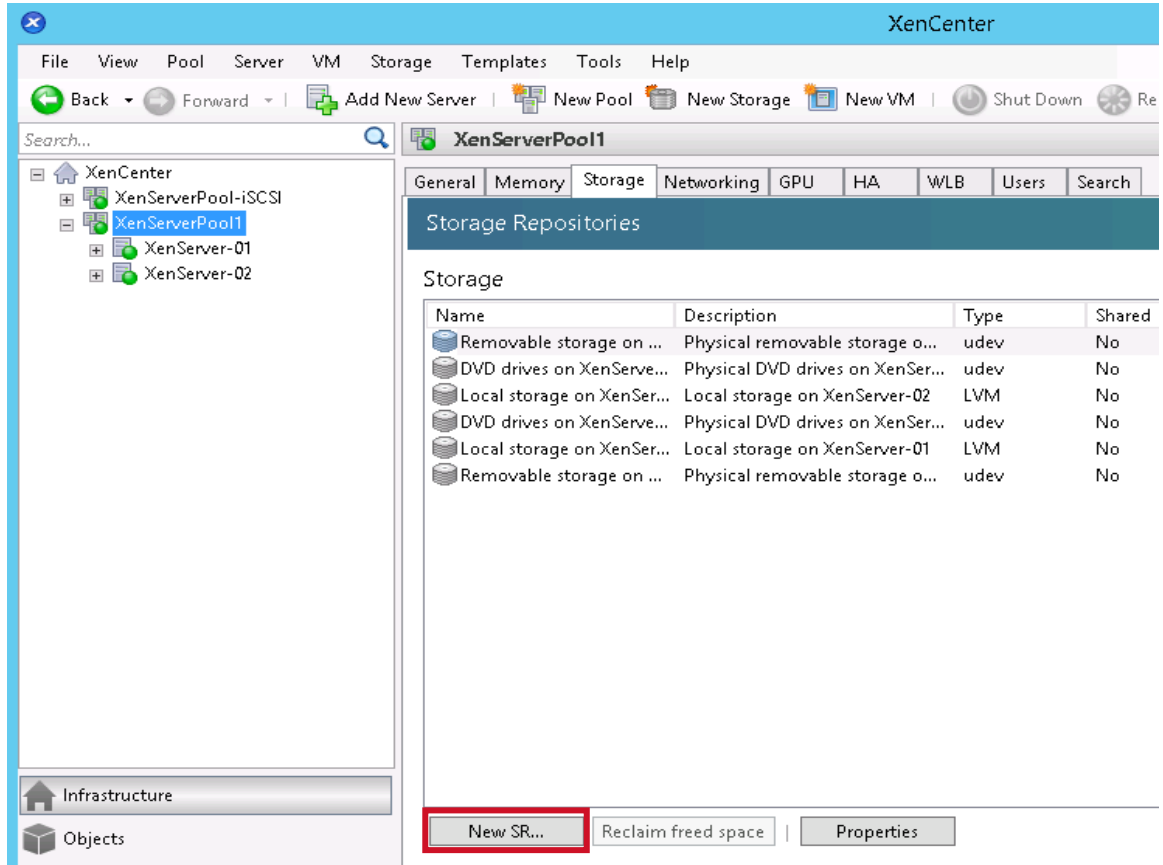 XenCenter
File View Pool Server VM Storage Templates Tools Help
Back Forward Add New Server New Pool New Storage New VM Shut Down Re
Search...
XenServerPool1
XenCenter
XenServerPool-iSCSI
XenServerPool1
XenServer-01
XenServer-02
General Memory Storage Networking GPU HA WLB Users Search
Storage Repositories
Storage
Name Description Type Shared
Removable storage on ... Physical removable storage o... udev No
DVD drives on XenServe... Physical DVD drives on XenSer... udev No
Local storage on XenSer... Local storage on XenServer-02 LVM No
DVD drives on XenServe... Physical DVD drives on XenSer... udev No
Local storage on XenSer... Local storage on XenServer-01 LVM No
Removable storage on ... Physical removable storage o... udev No
Infrastructure
Objects
New SR... Reclaim freed space Properties